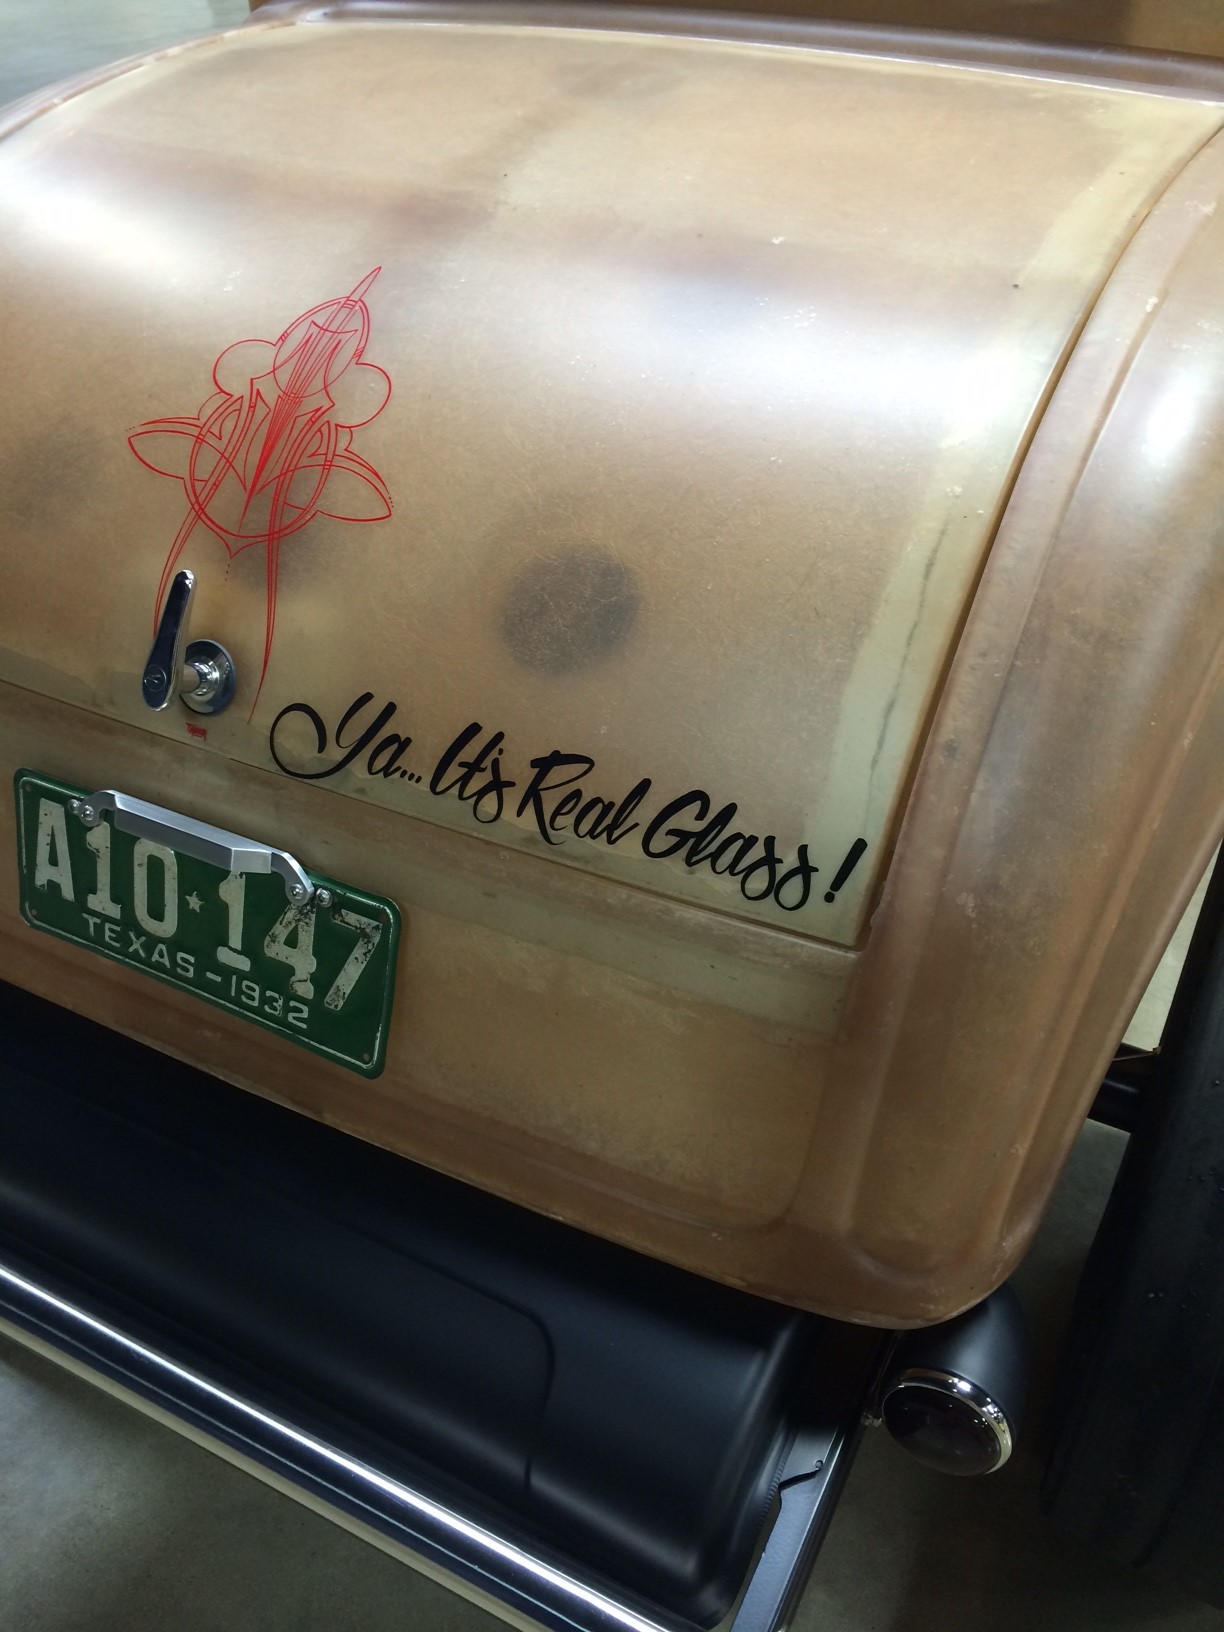 Ya... It's Real Glass!
A10★147
TEXAS-1932